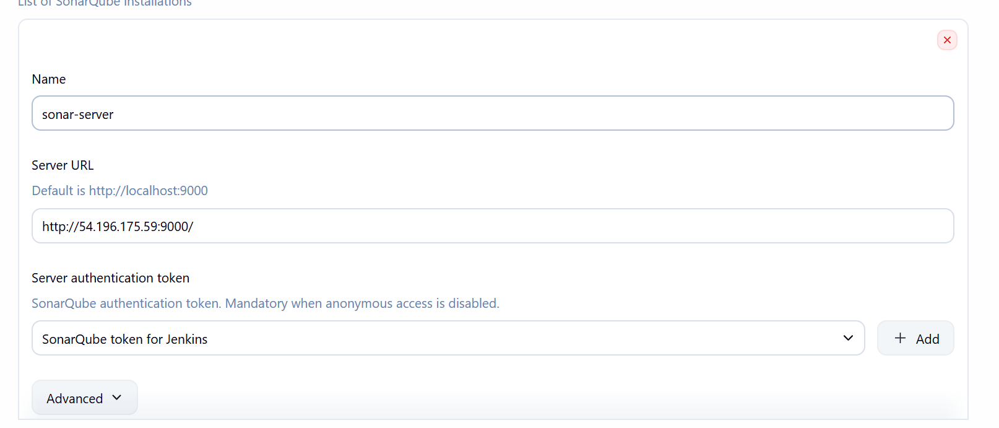 List of SonarQube installations
Name
sonar-server
Server URL
Default is http://localhost:9000
http://54.196.175.59:9000/
Server authentication token
SonarQube authentication token. Mandatory when anonymous access is disabled.
SonarQube token for Jenkins
+ Add
Advanced